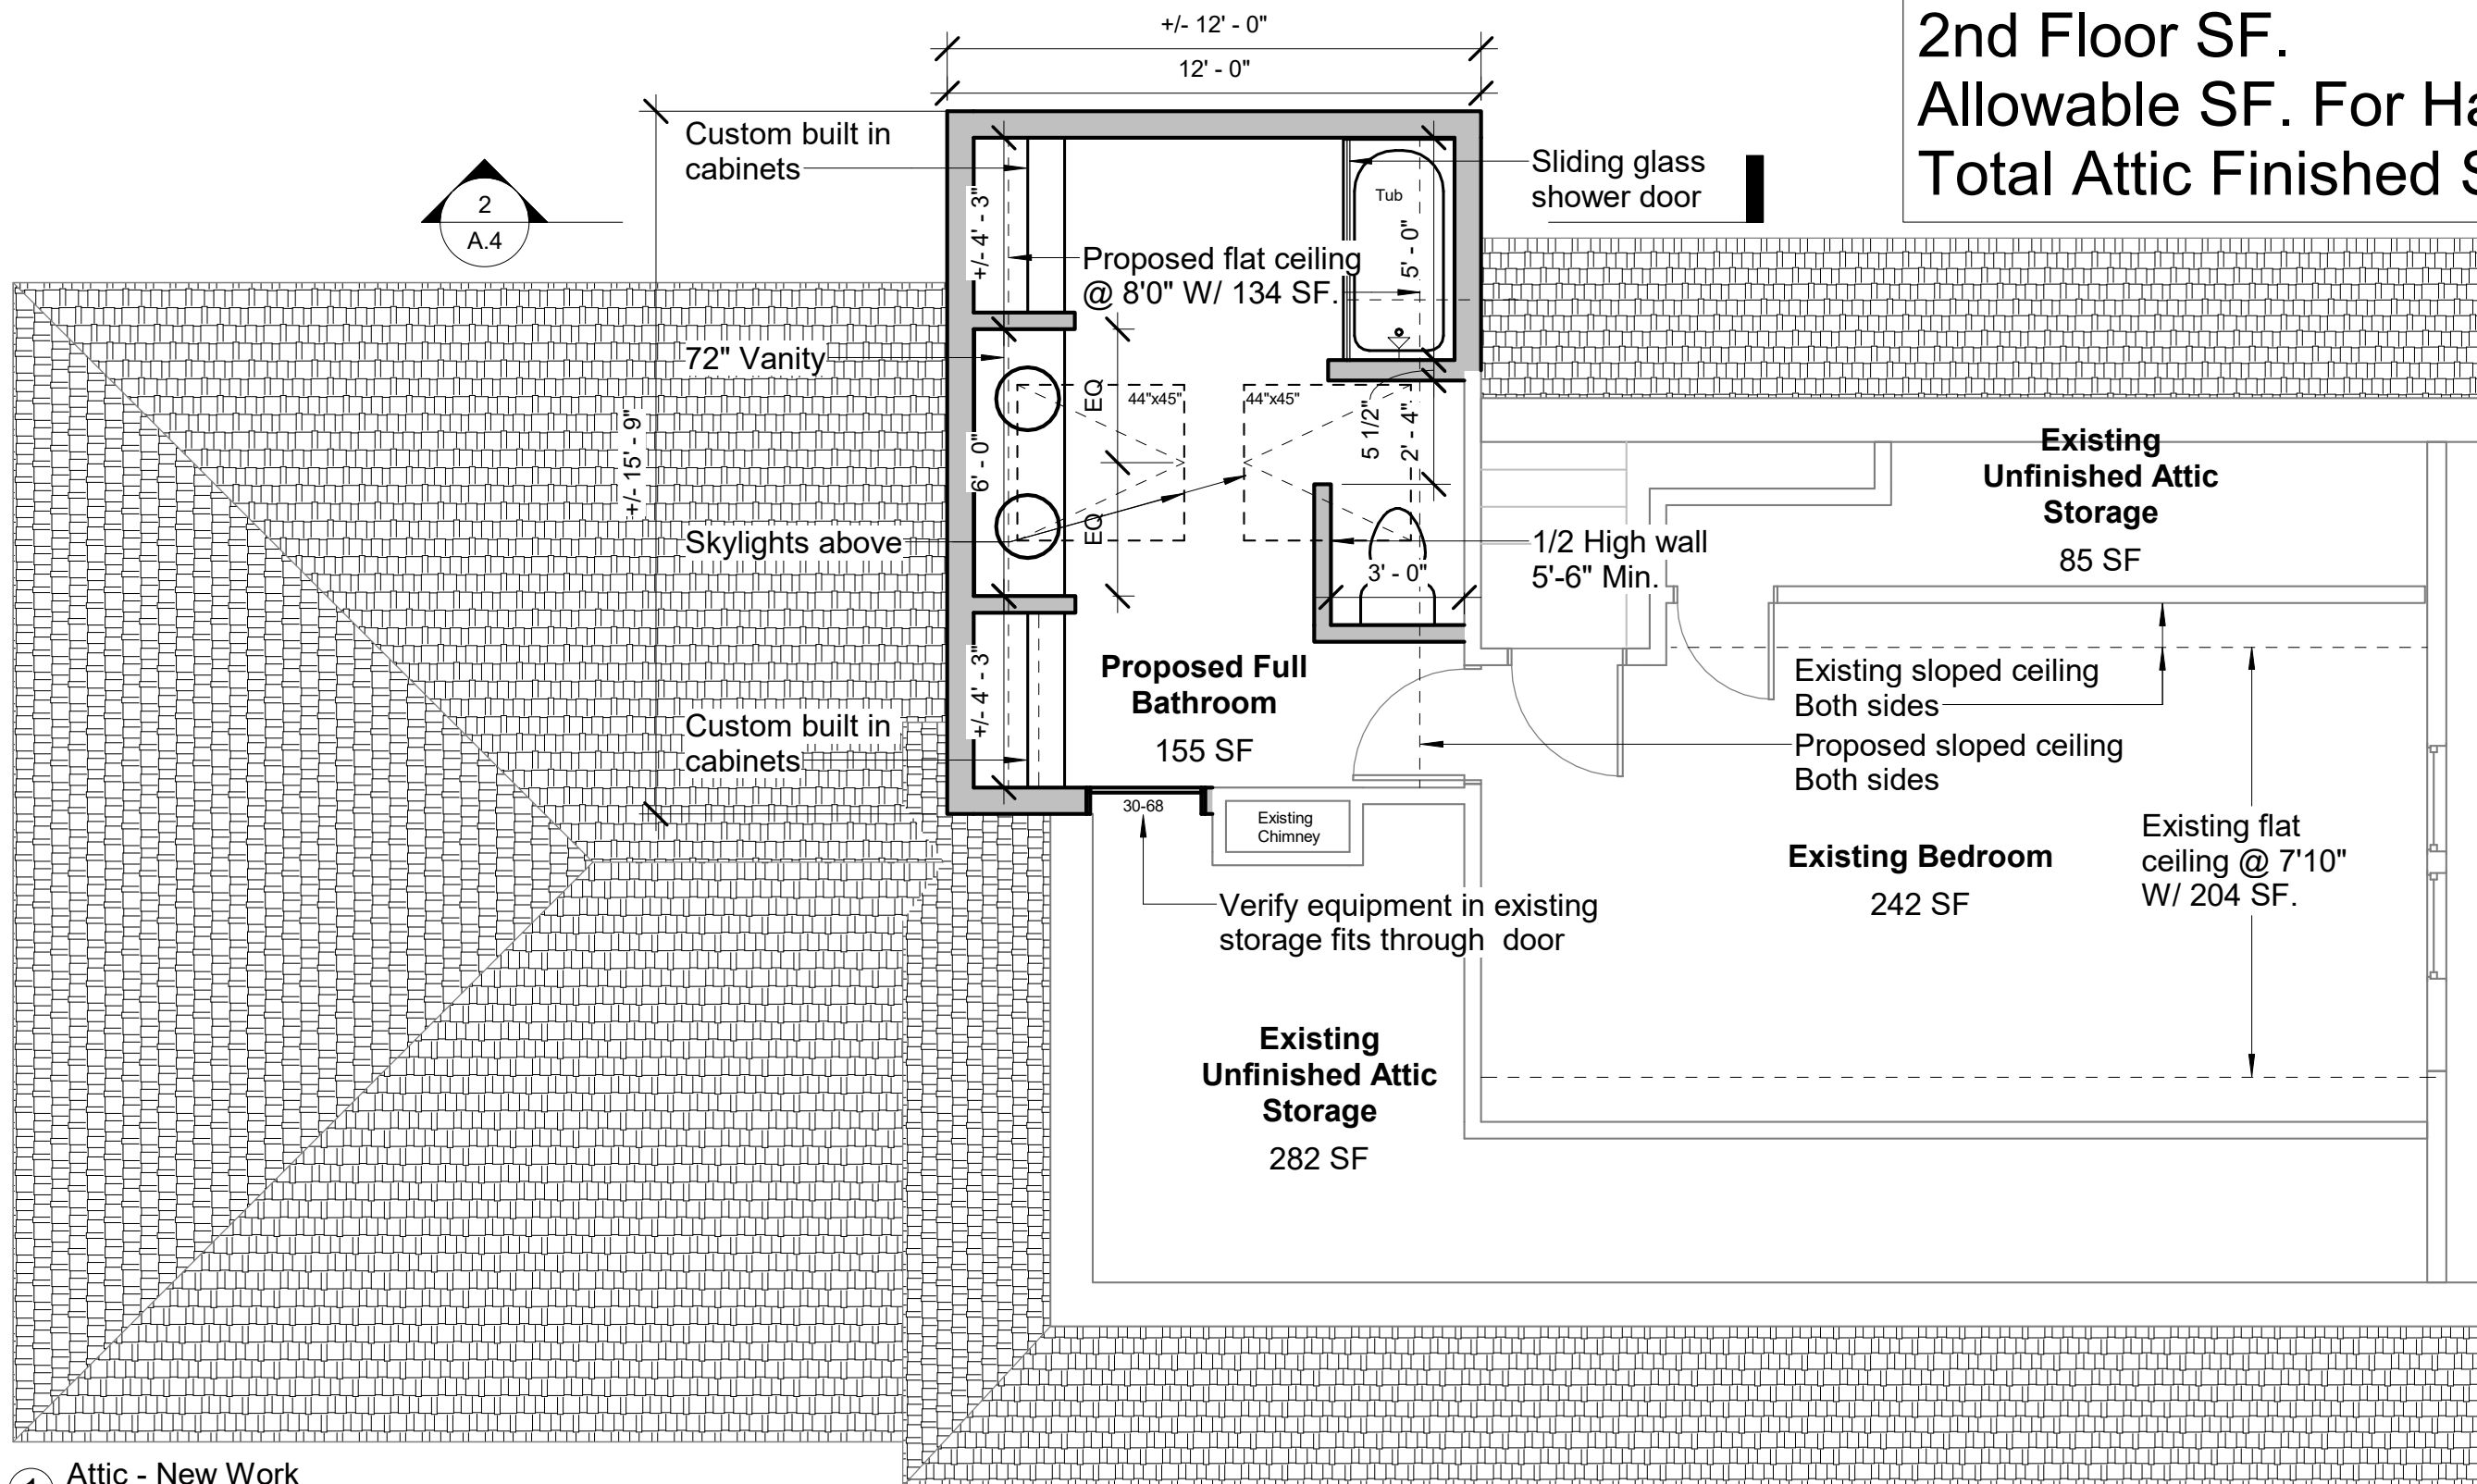 +/- 12' - 0"
12' - 0"
2nd Floor SF.
Allowable SF. For
Total Attic Finished
Custom built in
cabinets
2
A.4
+/- 4' - 3"
Tub
5' - 0"
Sliding glass
shower door
Proposed flat ceiling
@ 8'0" W/ 134 SF.
72" Vanity
+/- 15' - 9"
6' - 0"
EQ
EQ
44"x45"
44"x45"
5 1/2"
2' - 4"
Existing
Unfinished Attic
Storage
85 SF
Skylights above
3' - 0"
1/2 High wall
5'-6" Min.
+/- 4' - 3"
Proposed Full
Bathroom
155 SF
Custom built in
cabinets
Existing sloped ceiling
Both sides
Proposed sloped ceiling
Both sides
30-68
Existing
Chimney
Existing flat
ceiling @ 7'10"
W/ 204 SF.
Existing Bedroom
242 SF
Verify equipment in existing
storage fits through door
Existing
Unfinished Attic
Storage
282 SF
1
Attic - New Work